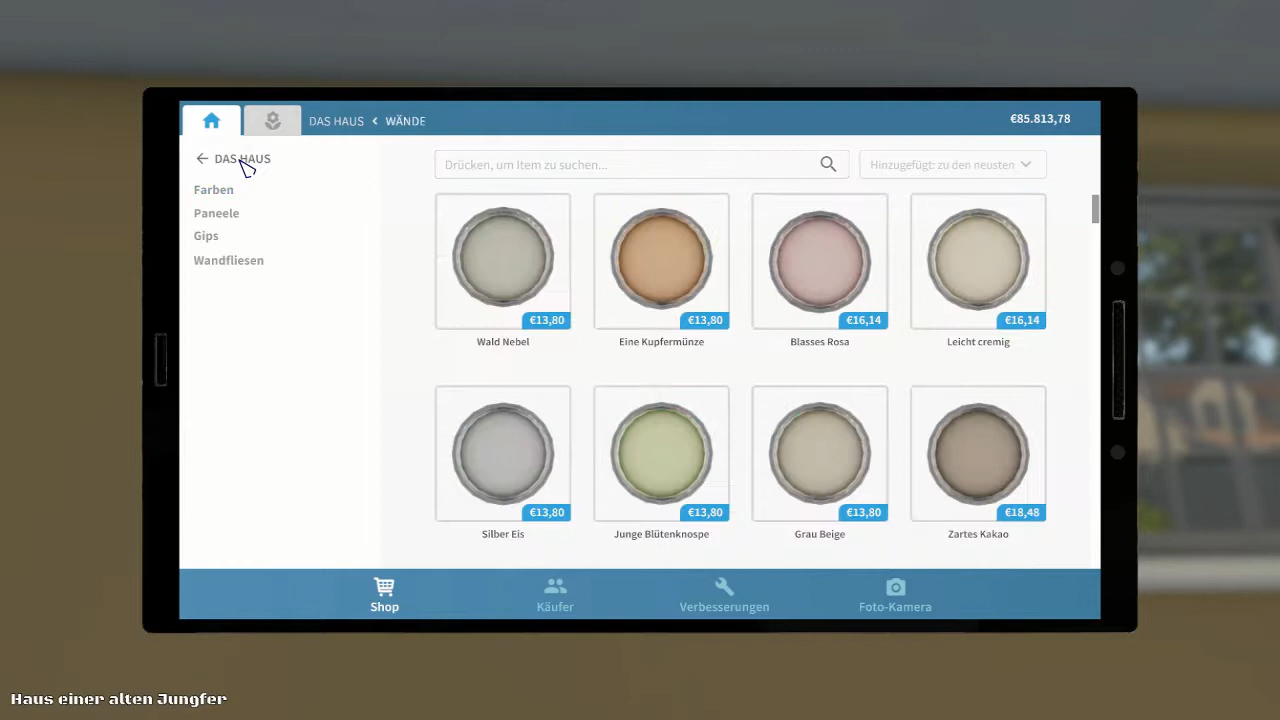 DAS HAUS < WÄNDE
€85.813,78
← DAS HAUS
Farben
Paneele
Gips
Wandfliesen
Drücken, um Item zu suchen...
Hinzugefügt: zu den neusten
€13,80
€13,80
€16,14
€16,14
Wald Nebel
Eine Kupfermünze
Blasses Rosa
Leicht cremig
€13,80
€13,80
€13,80
€18,48
Silber Eis
Junge Blütenknospe
Grau Beige
Zartes Kakao
Shop
Käufer
Verbesserungen
Foto-Kamera
Haus einer alten Jungfer